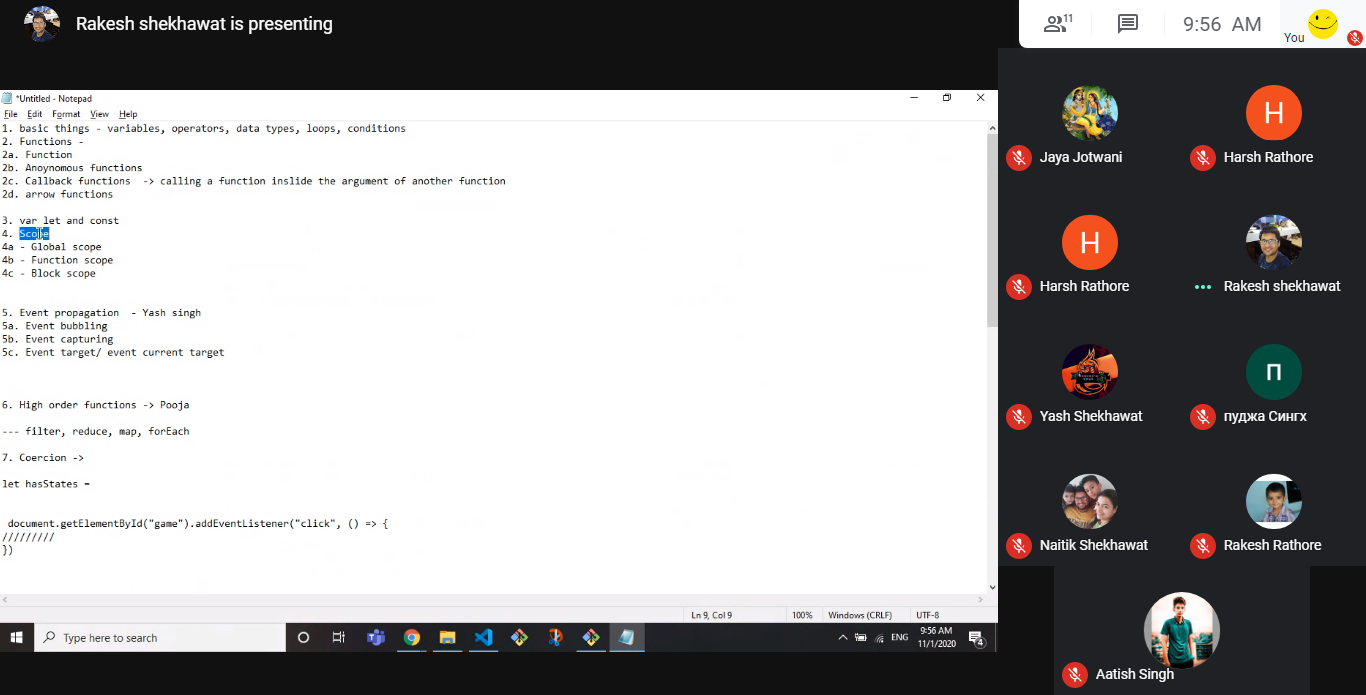 Rakesh shekhawat is presenting
11
9:56 AM
You
*Untitled - Notepad
File Edit Format View Help
1. basic things - variables, operators, data types, loops, conditions
2. Functions -
2a. Function
2b. Anoynomous functions
2c. Callback functions -> calling a function inslide the argument of another function
2d. arrow functions
3. var let and const
4. Scope
4a - Global scope
4b - Function scope
4c - Block scope
5. Event propagation - Yash singh
5a. Event bubbling
5b. Event capturing
5c. Event target/ event current target
6. High order functions -> Pooja
--- filter, reduce, map, forEach
7. Coercion ->
let hasStates =
document.getElementById("game").addEventListener("click", () => {
/////////
})
Ln 9, Col 9 100% Windows (CRLF) UTF-8
Type here to search
ENG
9:56 AM
11/1/2020
4
Jaya Jotwani
H
Harsh Rathore
H
Harsh Rathore
Rakesh shekhawat
Yash Shekhawat
П
пуджа Сингх
Naitik Shekhawat
Rakesh Rathore
Aatish Singh